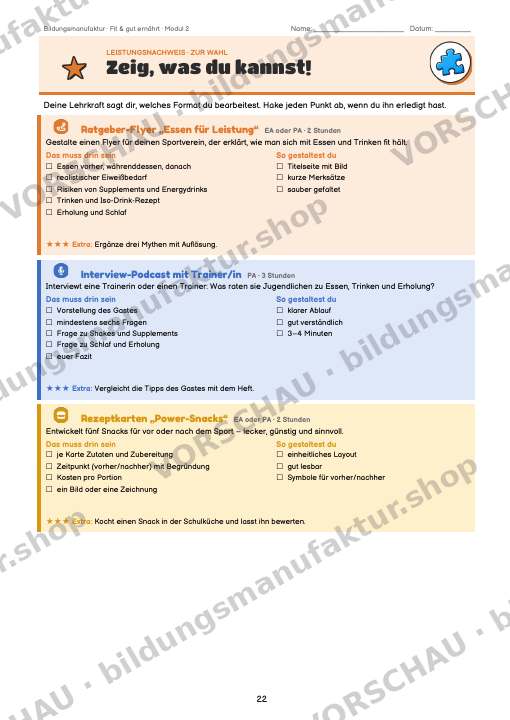 Bildungsmanufaktur · Fit & gut ernährt · Modul 2
Name: Datum:
LEISTUNGSNACHWEIS · ZUR WAHL
Zeig, was du kannst!
Deine Lehrkraft sagt dir, welches Format du bearbeitest. Hake jeden Punkt ab, wenn du ihn erledigt hast.
Ratgeber-Flyer „Essen für Leistung“ EA oder PA · 2 Stunden
Gestalte einen Flyer für deinen Sportverein, der erklärt, wie man sich mit Essen und Trinken fit hält.
Das muss drin sein
☐ Essen vorher, währenddessen, danach
☐ realistischer Eiweißbedarf
☐ Risiken von Supplements und Energydrinks
☐ Trinken und Iso-Drink-Rezept
☐ Erholung und Schlaf
So gestaltest du
☐ Titelseite mit Bild
☐ kurze Merksätze
☐ sauber gefaltet
★★★ Extra: Ergänze drei Mythen mit Auflösung.
Interview-Podcast mit Trainer/in PA · 3 Stunden
Interviewt eine Trainerin oder einen Trainer: Was raten sie Jugendlichen zu Essen, Trinken und Erholung?
Das muss drin sein
☐ Vorstellung des Gastes
☐ mindestens sechs Fragen
☐ Frage zu Shakes und Supplements
☐ Frage zu Schlaf und Erholung
☐ euer Fazit
So gestaltest du
☐ klarer Ablauf
☐ gut verständlich
☐ 3–4 Minuten
★★★ Extra: Vergleicht die Tipps des Gastes mit dem Heft.
Rezeptkarten „Power-Snacks“ EA oder PA · 2 Stunden
Entwickelt fünf Snacks für vor oder nach dem Sport – lecker, günstig und sinnvoll.
Das muss drin sein
☐ je Karte Zutaten und Zubereitung
☐ Zeitpunkt (vorher/nachher) mit Begründung
☐ Kosten pro Portion
☐ ein Bild oder eine Zeichnung
So gestaltest du
☐ einheitliches Layout
☐ gut lesbar
☐ Symbole für vorher/nachher
★★★ Extra: Kocht einen Snack in der Schulküche und lasst ihn bewerten.
22
VORSCHAU · bildungsmanufaktur.shop